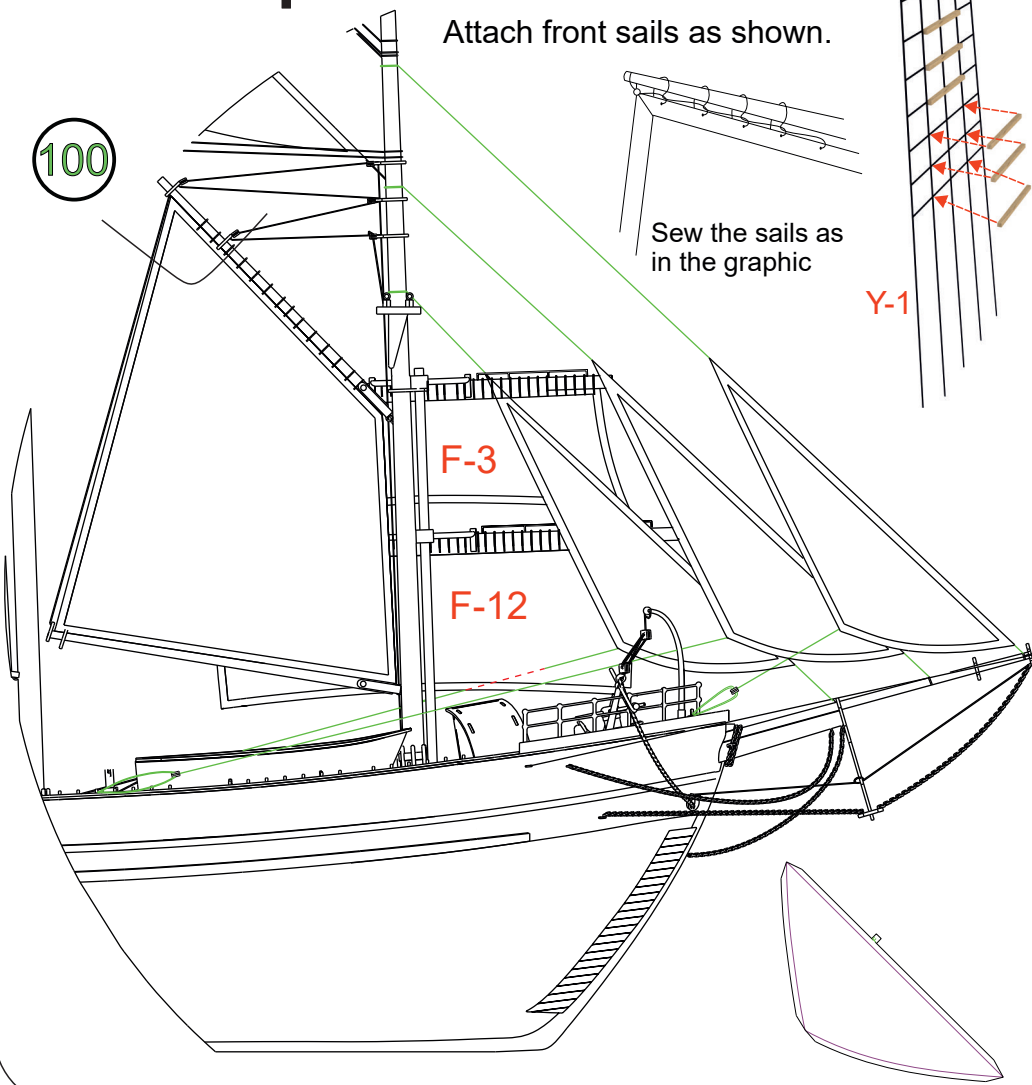 Attach front sails as shown.
100
Sew the sails as
in the graphic
Y-1
F-3
F-12